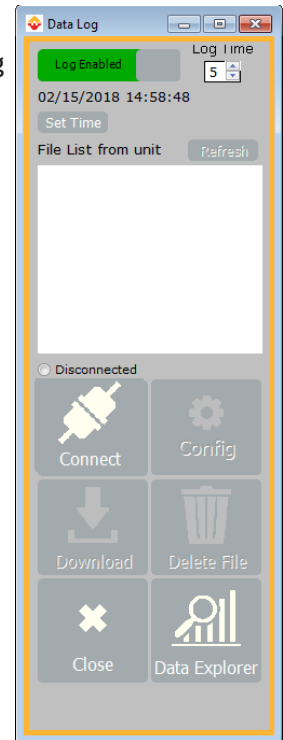 Data Log
g
Log Enabled
Log Time
5
02/15/2018 14:58:48
Set Time
File List from unit Refresh
Disconnected
Connect Config
Download Delete File
Close Data Explorer